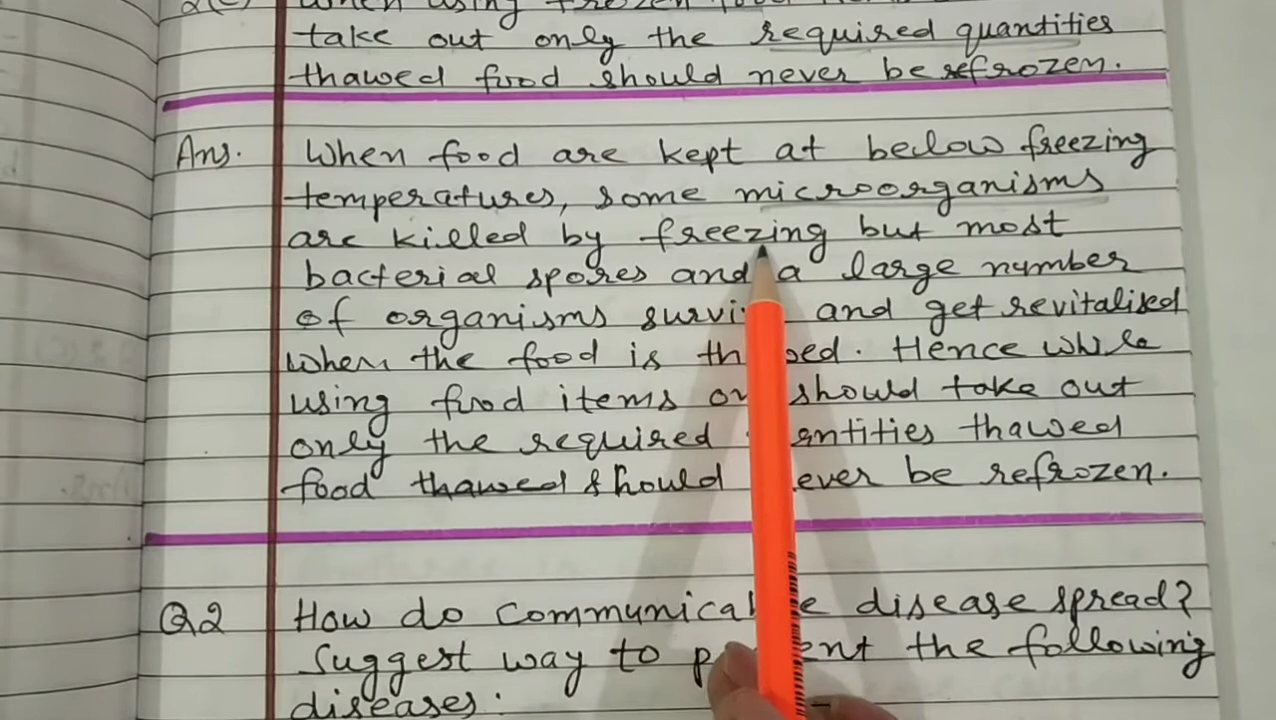 take out only the required quantities
thawed food should never be refrozen.
Ans. When food are kept at below freezing
temperatures, some microorganisms
are killed by freezing but most
bacterial spores and a large number
of organisms survi and get revitalised
when the food is th ed. Hence while
using food items on should take out
only the required antities thawed
food thawed should ever be refrozen.
Q2 How do communicable disease spread?
Suggest way to p ent the following
diseases: